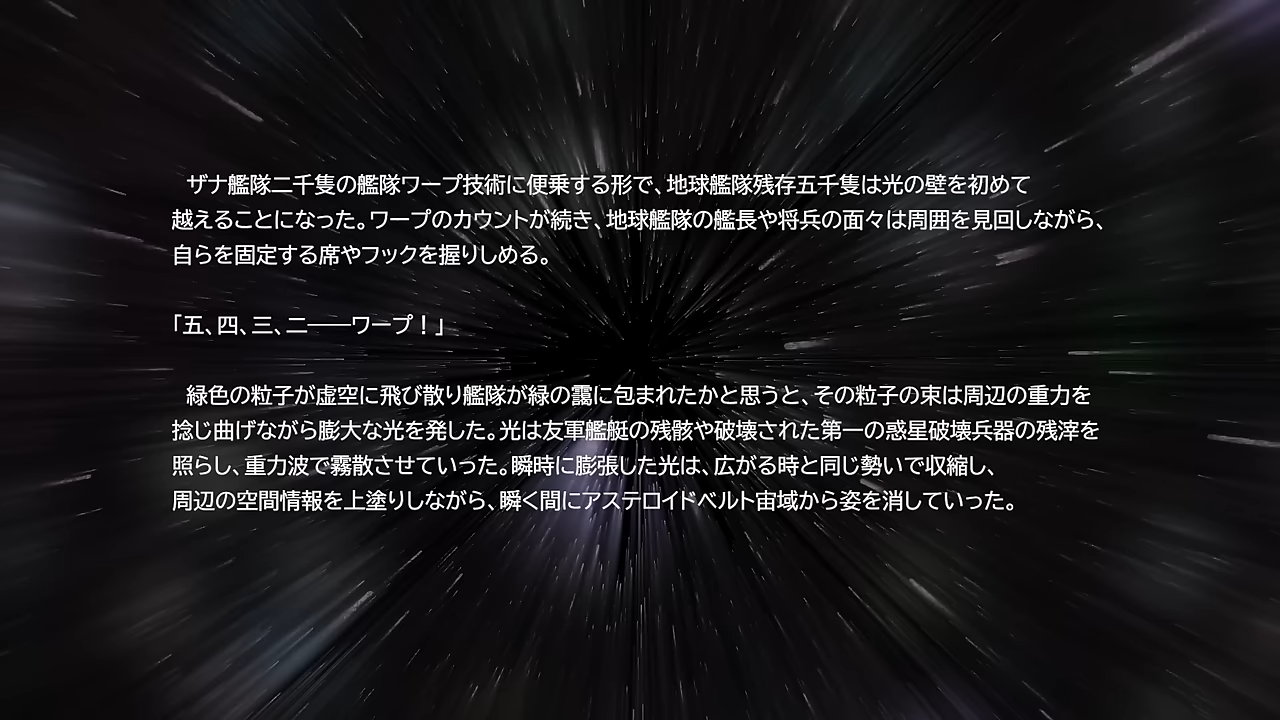 ザナ艦隊二千隻の艦隊ワープ技術に便乗する形で、地球艦隊残存五千隻は光の壁を初めて
越えることになった。ワープのカウントが続き、地球艦隊の艦長や将兵の面々は周囲を見回しながら、
自らを固定する席やフックを握りしめる。
「五、四、三、二――ワープ！」
緑色の粒子が虚空に飛び散り艦隊が緑の靄に包まれたかと思うと、その粒子の束は周辺の重力を
捻じ曲げながら膨大な光を発した。光は友軍艦艇の残骸や破壊された第一の惑星破壊兵器の残滓を
照らし、重力波で霧散させていった。瞬時に膨張した光は、広がる時と同じ勢いで収縮し、
周辺の空間情報を上塗りしながら、瞬く間にアステロイドベルト宙域から姿を消していった。